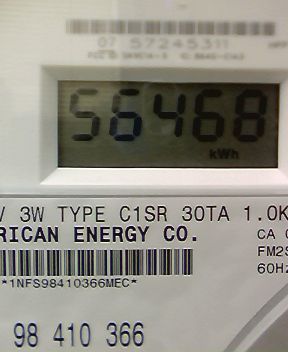 07 57245311
56468
kWh
V 3W TYPE C1SR 30TA 1.0K
RICAN ENERGY CO.
CA
FM2S
60Hz
*1NFS98410366MEC*
98 410 366